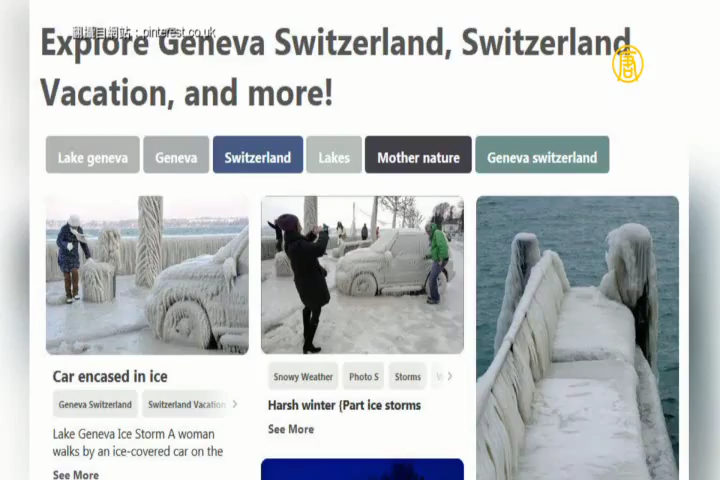 翻攝自網站：pinterest.co.uk
Explore Geneva Switzerland, Switzerland
Vacation, and more!
唐
Lake geneva
Geneva
Switzerland
Lakes
Mother nature
Geneva switzerland
Car encased in ice
Geneva Switzerland
Switzerland Vacation
Lake Geneva Ice Storm A woman
walks by an ice-covered car on the
See More
Snowy Weather
Photo S
Storms
Harsh winter {Part ice storms
See More